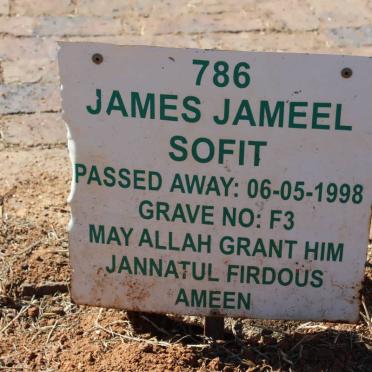 786
JAMES JAMEEL
SOFIT
PASSED AWAY: 06-05-1998
GRAVE NO: F3
MAY ALLAH GRANT HIM
JANNATUL FIRDOUS
AMEEN